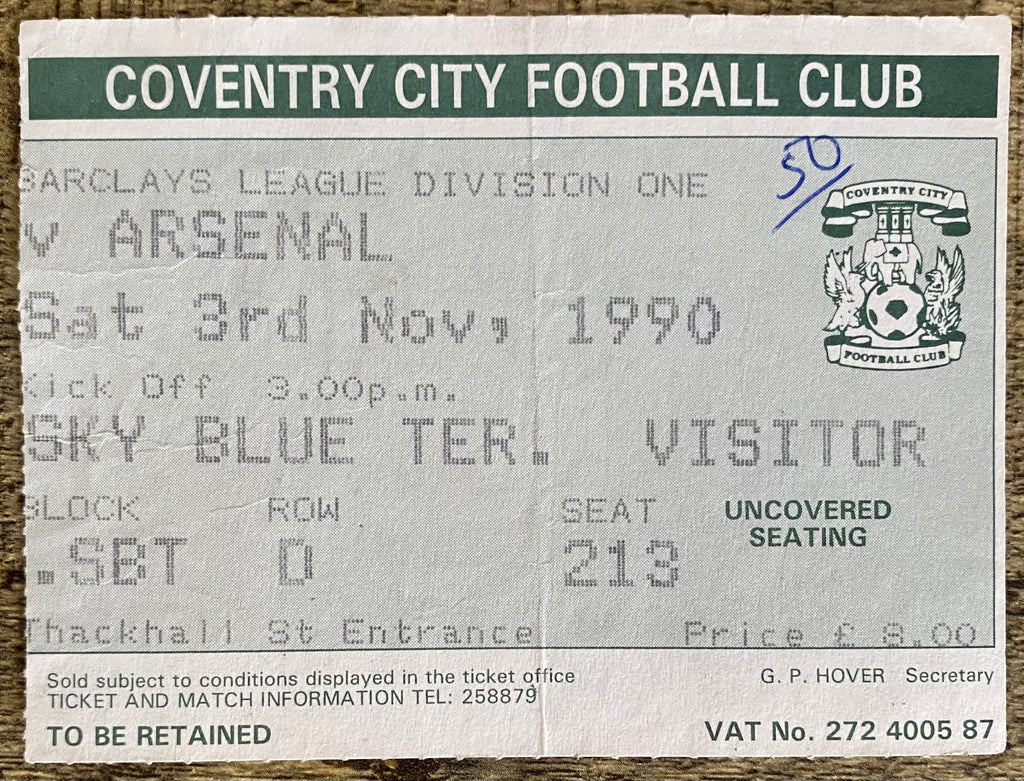 COVENTRY CITY FOOTBALL CLUB
50/
BARCLAYS LEAGUE DIVISION ONE
v ARSENAL
COVENTRY CITY
FOOTBALL CLUB
Sat 3rd Nov, 1990
Kick Off 3.00p.m.
SKY BLUE TER. VISITOR
BLOCK ROW SEAT
.SBT D 213
UNCOVERED
SEATING
Thackhall St Entrance Price £ 8.00
Sold subject to conditions displayed in the ticket office
TICKET AND MATCH INFORMATION TEL: 258879
G. P. HOVER Secretary
TO BE RETAINED
VAT No. 272 4005 87